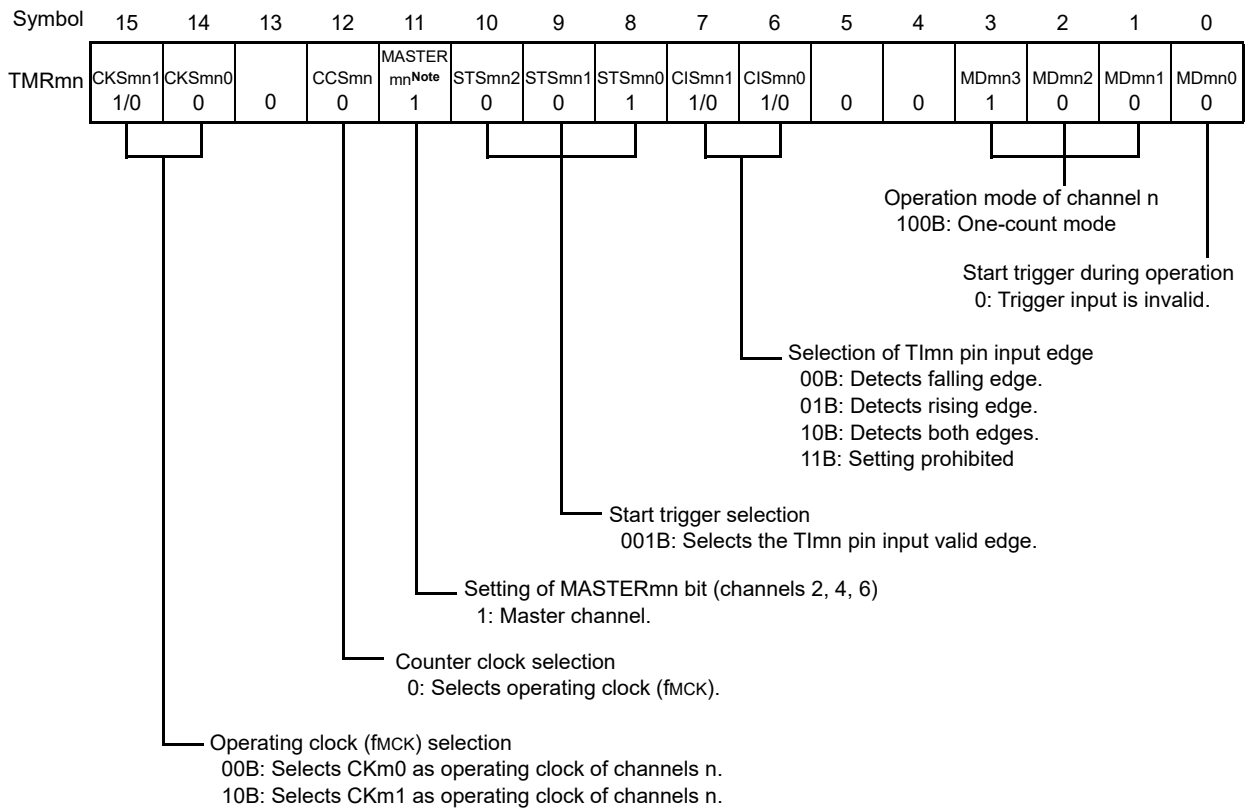 Symbol 15 14 13 12 11 10 9 8 7 6 5 4 3 2 1 0
TMRmn CKSmn1 CKSmn0 CCSmn MASTER mnNote STSmn2 STSmn1 STSmn0 CISmn1 CISmn0 MDmn3 MDmn2 MDmn1 MDmn0
1/0 0 0 0 1 0 0 1 1/0 1/0 0 0 1 0 0 0
Operation mode of channel n
100B: One-count mode
Start trigger during operation
0: Trigger input is invalid.
Selection of TImn pin input edge
00B: Detects falling edge.
01B: Detects rising edge.
10B: Detects both edges.
11B: Setting prohibited
Start trigger selection
001B: Selects the TImn pin input valid edge.
Setting of MASTERmn bit (channels 2, 4, 6)
1: Master channel.
Counter clock selection
0: Selects operating clock (fMCK).
Operating clock (fMCK) selection
00B: Selects CKm0 as operating clock of channels n.
10B: Selects CKm1 as operating clock of channels n.